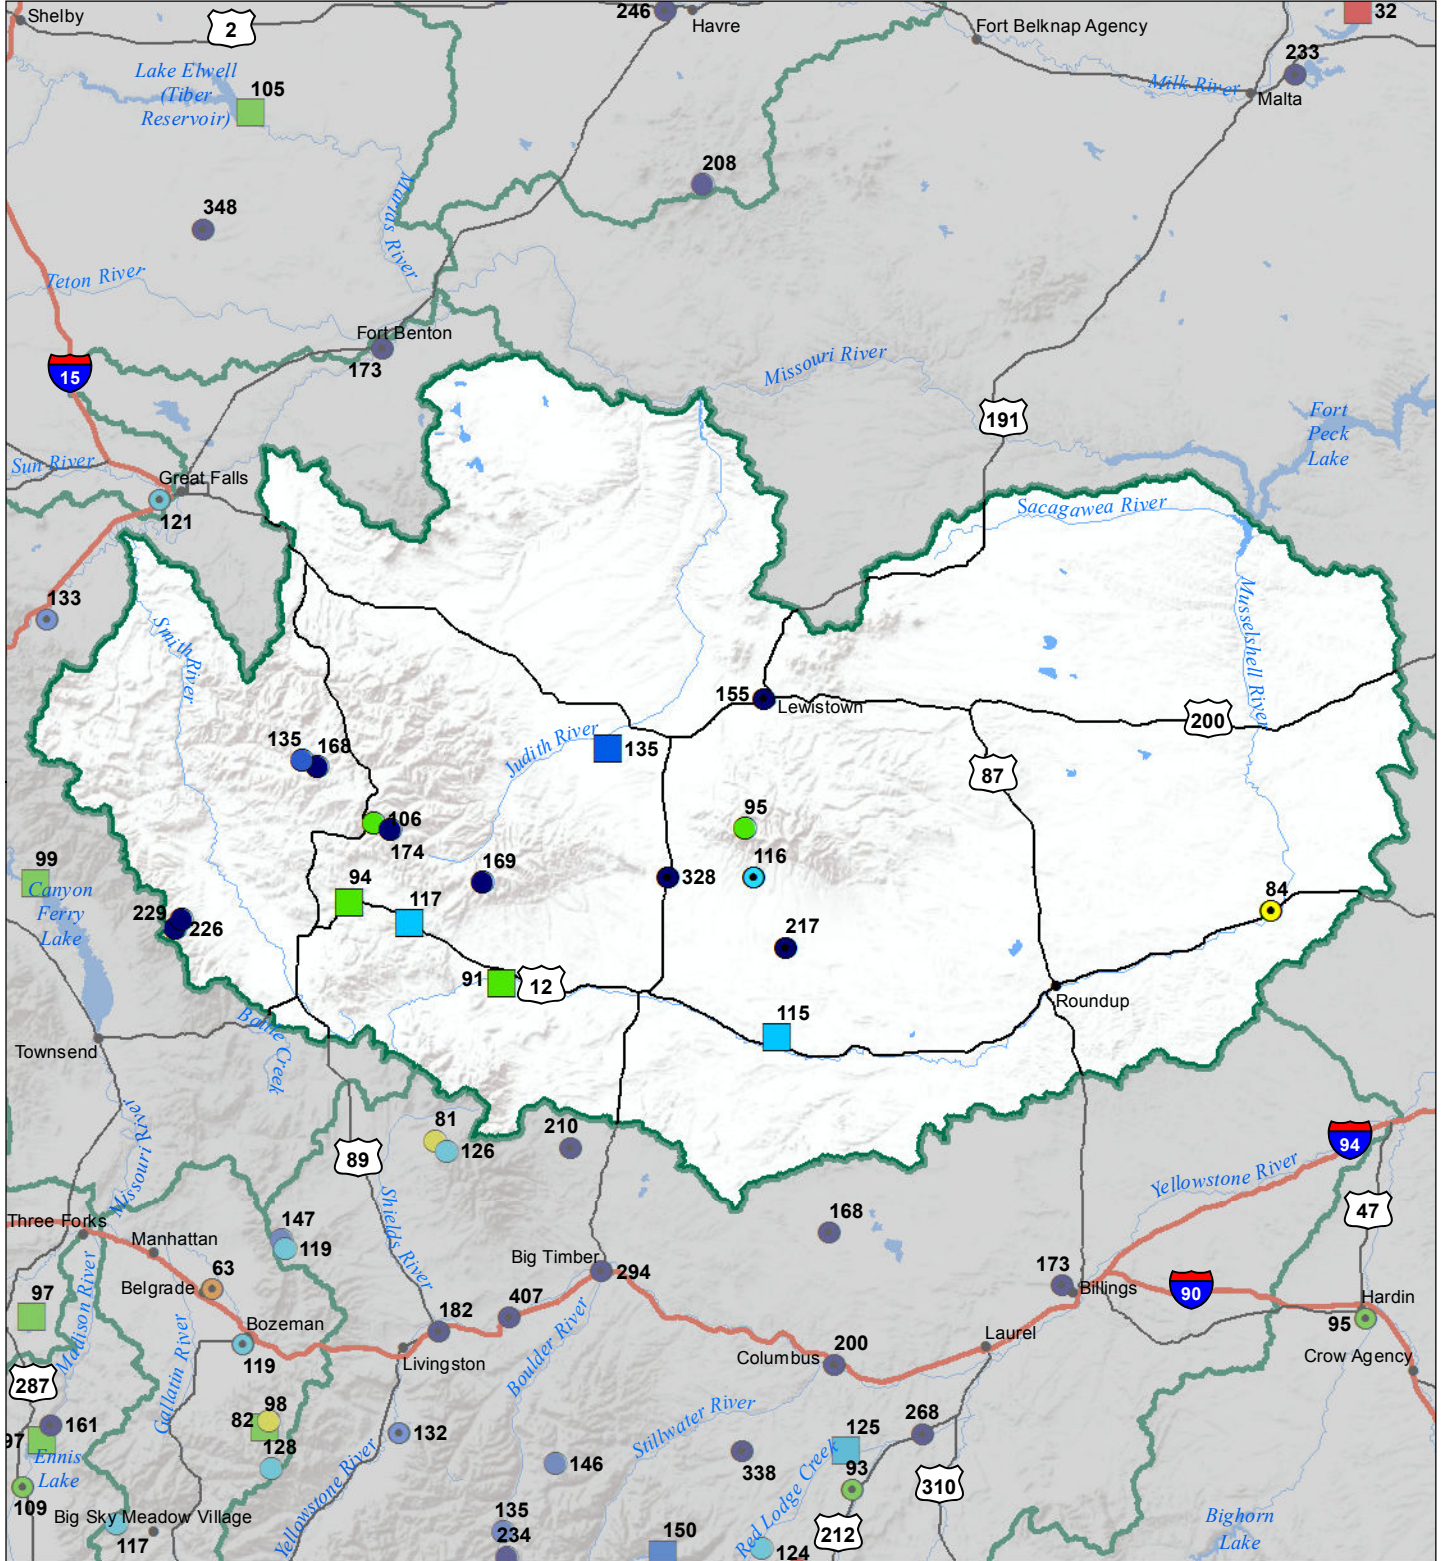 Shelby
2
246
Havre
Fort Belknap Agency
32
233
Lake Elwell
(Tiber
Reservoir)
105
Milk River
Malta
208
348
Marias River
Teton River
Fort Benton
173
15
Missouri River
191
Fort
Peck
Lake
Sun River
Great Falls
121
Sacagawea River
133
Smith River
Musselshell River
155
Lewistown
200
135
168
Judith River
135
87
106
174
95
99
Canyon
Ferry
Lake
94
117
169
328
116
84
229
226
217
91
12
Roundup
115
Battle Creek
Townsend
Missouri River
81
126
210
89
94
Yellowstone River
Shields River
47
Three Forks
147
119
168
Manhattan
Big Timber
294
173
Billings
90
Hardin
95
Belgrade
63
97
Madison River
407
182
Bozeman
119
Gallatin River
Livingston
Boulder River
Laurel
200
Columbus
Crow Agency
287
98
82
161
97
Ennis
Lake
128
132
Stillwater River
125
268
146
338
93
310
109
Yellowstone River
Red Lodge Creek
Big Sky Meadow Village
117
135
234
150
124
212
Bighorn
Lake